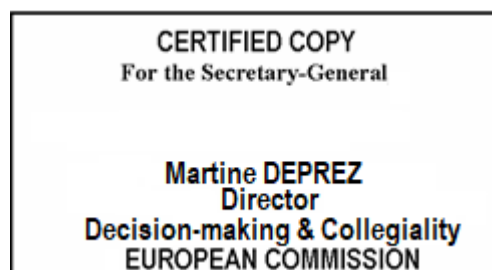 CERTIFIED COPY
For the Secretary-General
Martine DEPREZ
Director
Decision-making & Collegiality
EUROPEAN COMMISSION